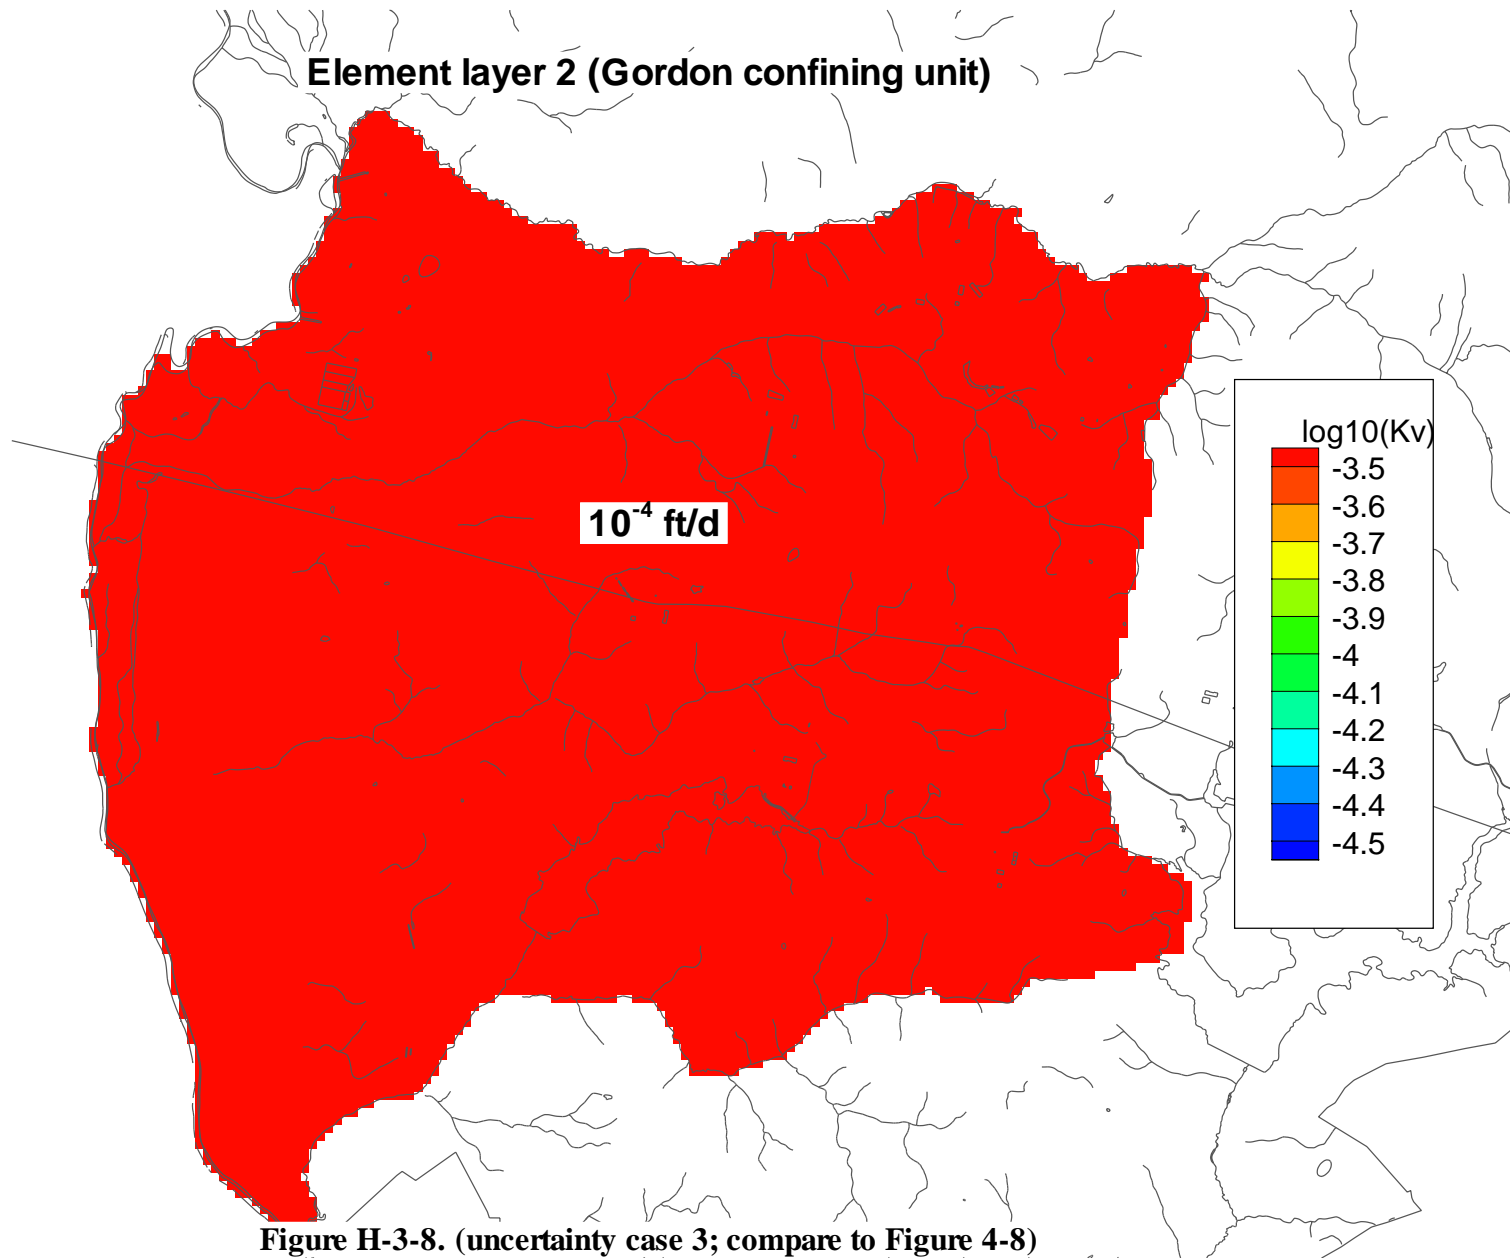 Element layer 2 (Gordon confining unit)
10⁻⁴ ft/d
log10(Kv)
-3.5
-3.6
-3.7
-3.8
-3.9
-4
-4.1
-4.2
-4.3
-4.4
-4.5
Figure H-3-8. (uncertainty case 3; compare to Figure 4-8)